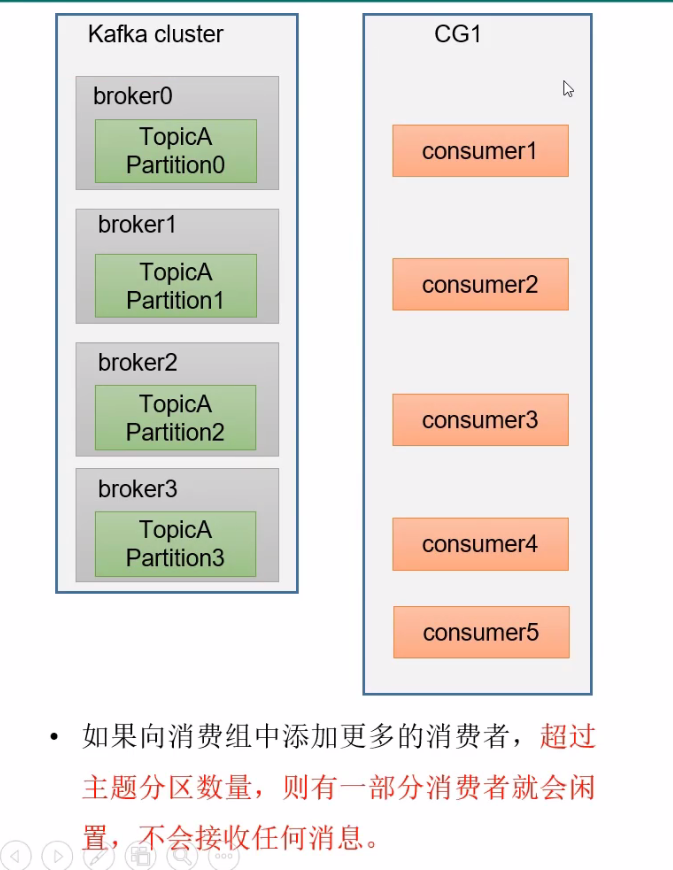 Kafka cluster
broker0
TopicA
Partition0
broker1
TopicA
Partition1
broker2
TopicA
Partition2
broker3
TopicA
Partition3
CG1
consumer1
consumer2
consumer3
consumer4
consumer5
• 如果向消费组中添加更多的消费者，超过
主题分区数量，则有一部分消费者就会闲
置，不会接收任何消息。